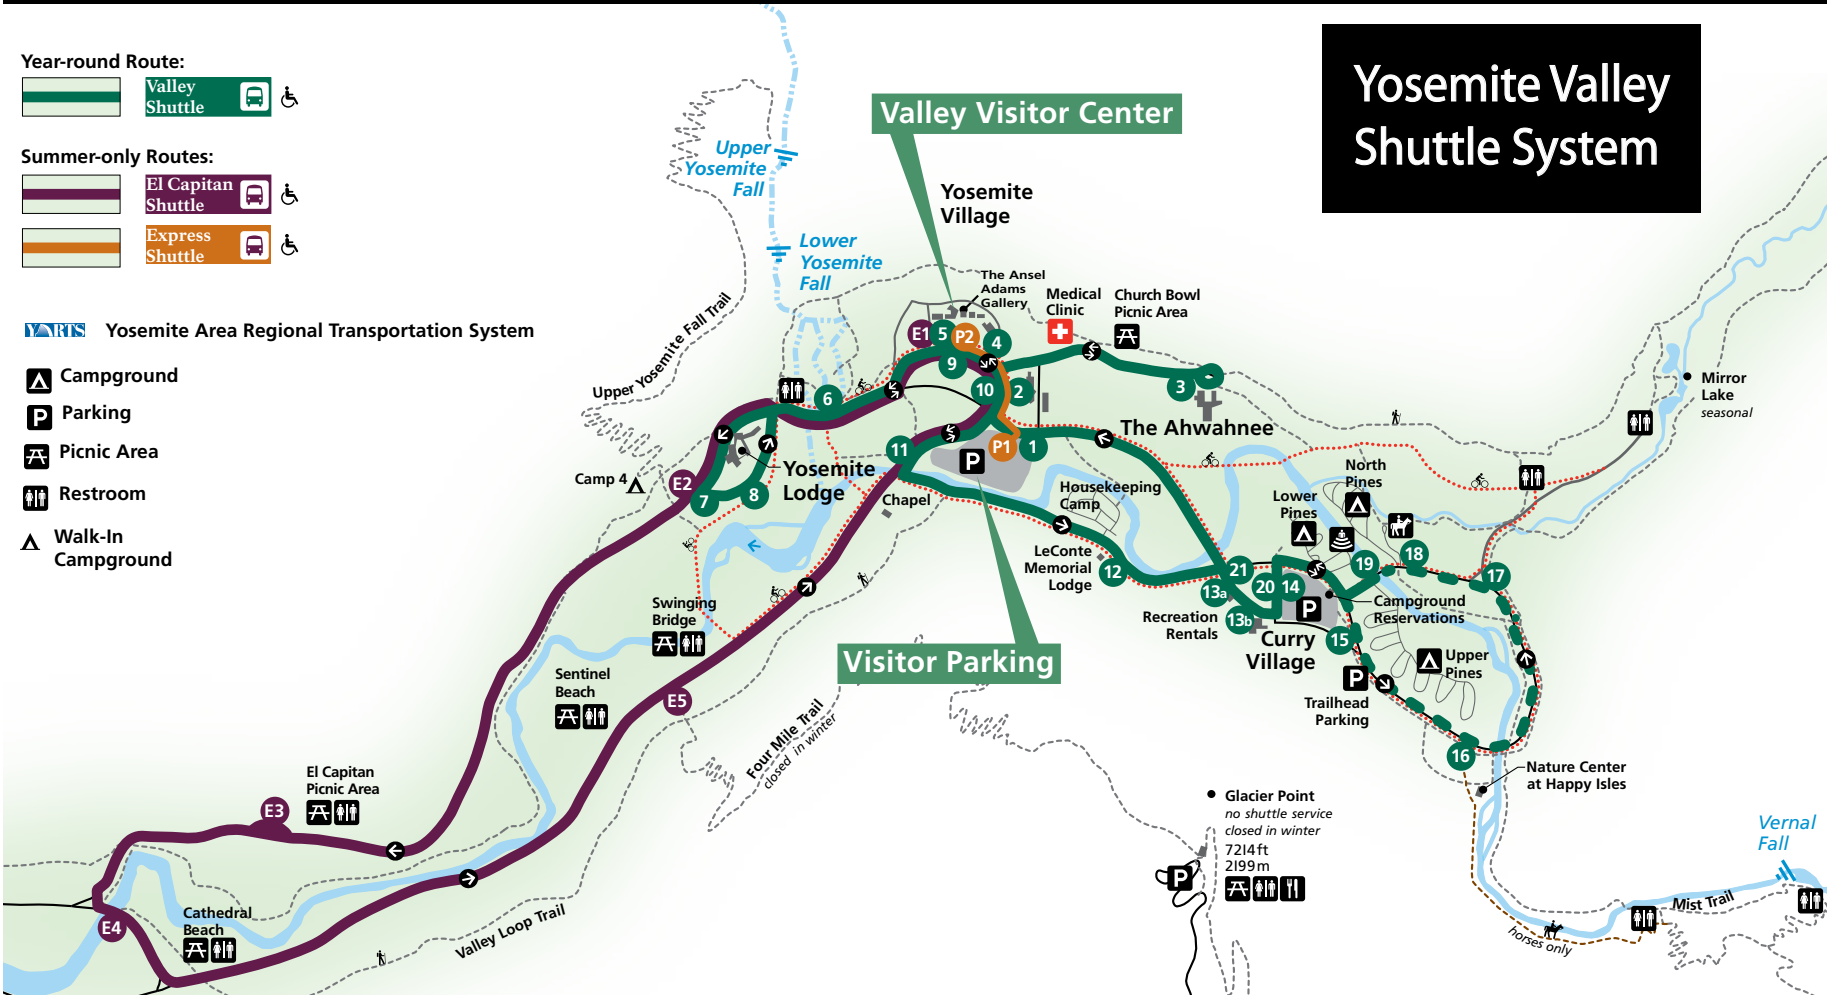 Yosemite Valley
Shuttle System
Year-round Route:
Valley
Shuttle
Summer-only Routes:
El Capitan
Shuttle
Express
Shuttle
YARTS Yosemite Area Regional Transportation System
Campground
P Parking
Picnic Area
Restroom
Walk-In
Campground
Valley Visitor Center
Yosemite
Village
Upper
Yosemite
Fall
Lower
Yosemite
Fall
The Ansel
Adams
Gallery
Medical
Clinic
Church Bowl
Picnic Area
E1
5
P2
4
9
10
2
3
6
Upper Yosemite Fall Trail
Mirror
Lake
seasonal
The Ahwahnee
P1
1
P
11
Yosemite
Lodge
Camp 4
E2
7
8
Chapel
Housekeeping
Camp
North
Pines
Lower
Pines
LeConte
Memorial
Lodge
12
21
20
14
13a
13b
19
18
17
P
Campground
Reservations
Recreation
Rentals
Curry
Village
15
Upper
Pines
P
Trailhead
Parking
16
Nature Center
at Happy Isles
Swinging
Bridge
Visitor Parking
Sentinel
Beach
E5
Four Mile Trail
closed in winter
El Capitan
Picnic Area
E3
E4
Cathedral
Beach
Valley Loop Trail
Glacier Point
no shuttle service
closed in winter
7214 ft
2199 m
P
Vernal
Fall
Mist Trail
horses only